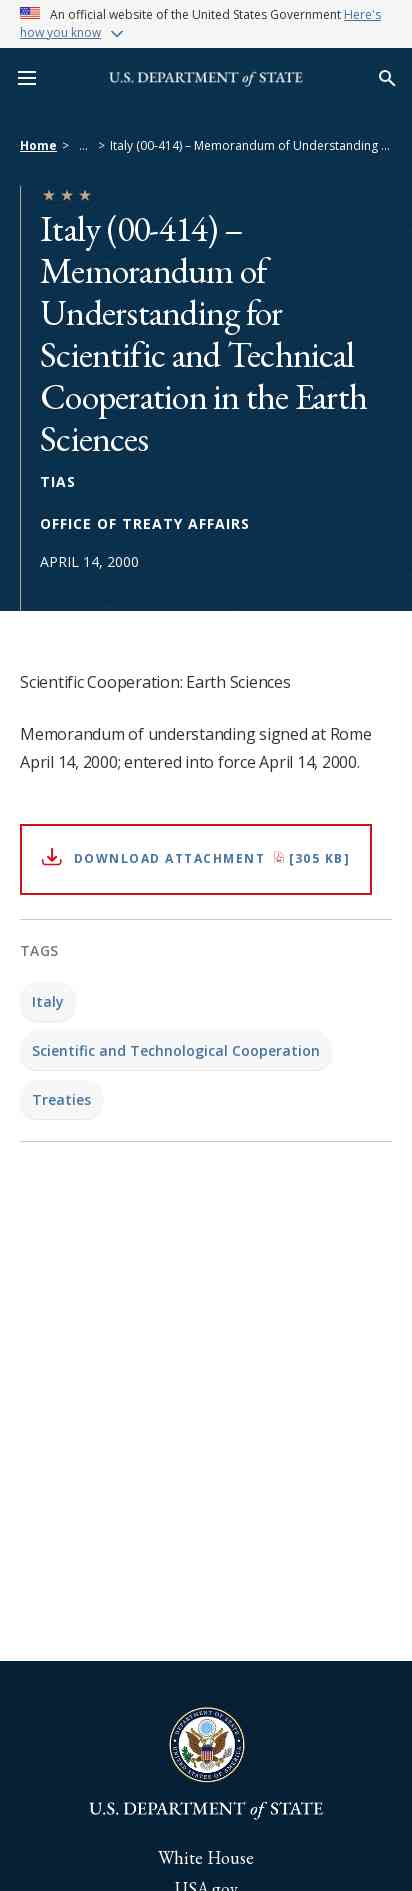 An official website of the United States Government Here's
how you know
U.S. DEPARTMENT of STATE
Home > ... > Italy (00-414) – Memorandum of Understanding ...
Italy (00-414) –
Memorandum of
Understanding for
Scientific and Technical
Cooperation in the Earth
Sciences
TIAS
OFFICE OF TREATY AFFAIRS
APRIL 14, 2000
Scientific Cooperation: Earth Sciences
Memorandum of understanding signed at Rome
April 14, 2000; entered into force April 14, 2000.
DOWNLOAD ATTACHMENT [305 KB]
TAGS
Italy
Scientific and Technological Cooperation
Treaties
DEPARTMENT OF STATE
UNITED STATES OF AMERICA
U.S. DEPARTMENT of STATE
White House
USA.gov